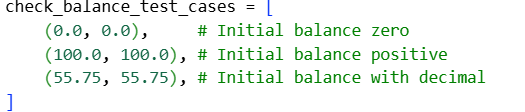 check_balance_test_cases = [
    (0.0, 0.0),     # Initial balance zero
    (100.0, 100.0), # Initial balance positive
    (55.75, 55.75), # Initial balance with decimal
]